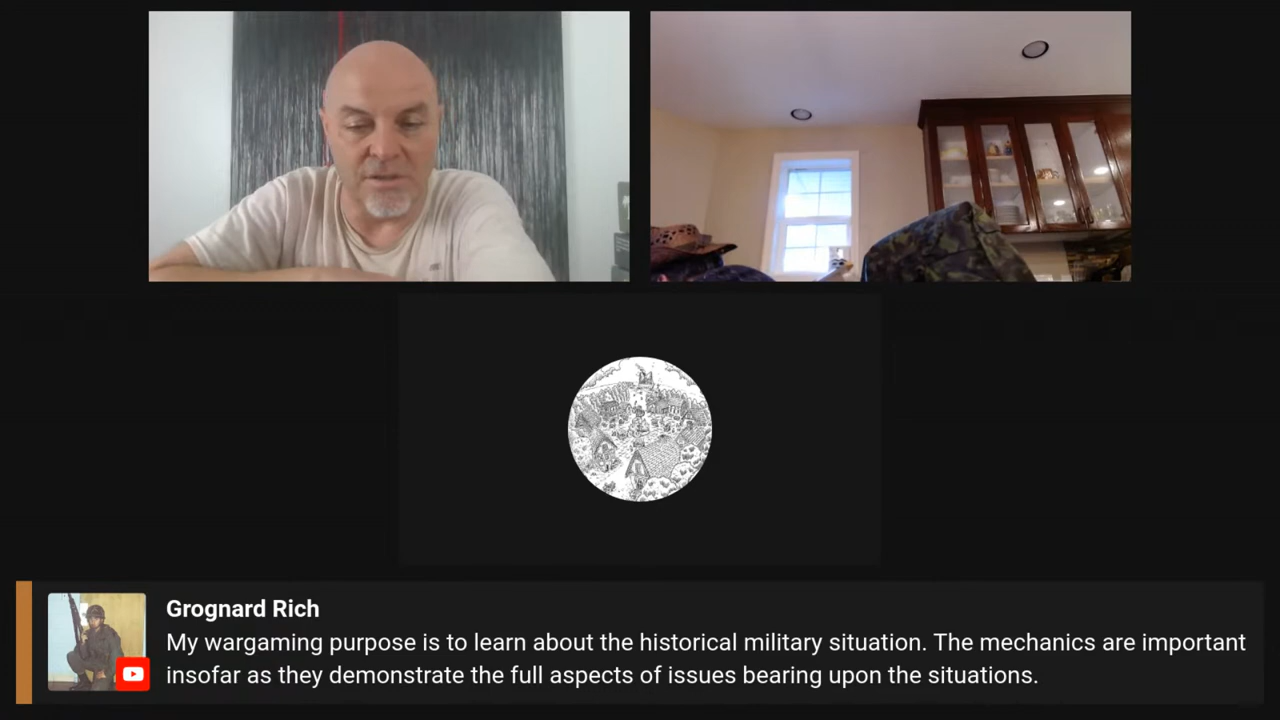 Grognard Rich
My wargaming purpose is to learn about the historical military situation. The mechanics are important
insofar as they demonstrate the full aspects of issues bearing upon the situations.